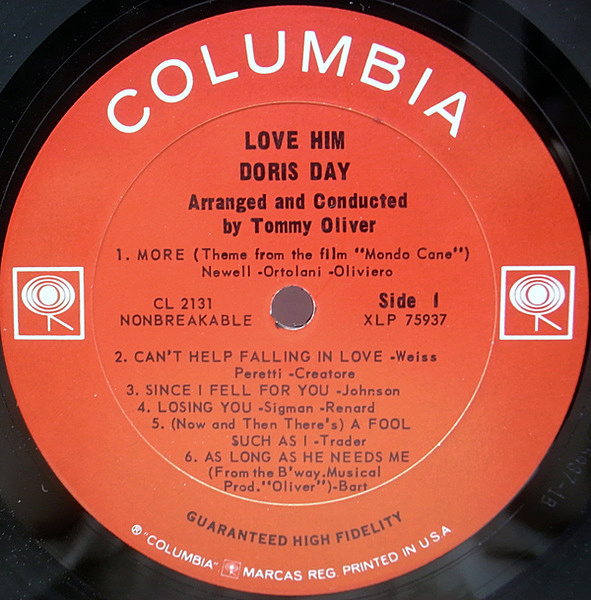 COLUMBIA
LOVE HIM
DORIS DAY
Arranged and Conducted
by Tommy Oliver
1. MORE (Theme from the film "Mondo Cane")
Newell -Ortolani -Oliviero
CL 2131
NONBREAKABLE
Side 1
XLP 75937
2. CAN'T HELP FALLING IN LOVE -Weiss
Peretti -Creatore
3. SINCE I FELL FOR YOU -Johnson
4. LOSING YOU -Sigman -Renard
5. (Now and Then There's) A FOOL
SUCH AS I -Trader
6. AS LONG AS HE NEEDS ME
(From the B'way. Musical
Prod. "Oliver")-Bart
GUARANTEED HIGH FIDELITY
® "COLUMBIA" MARCAS REG. PRINTED IN U S A